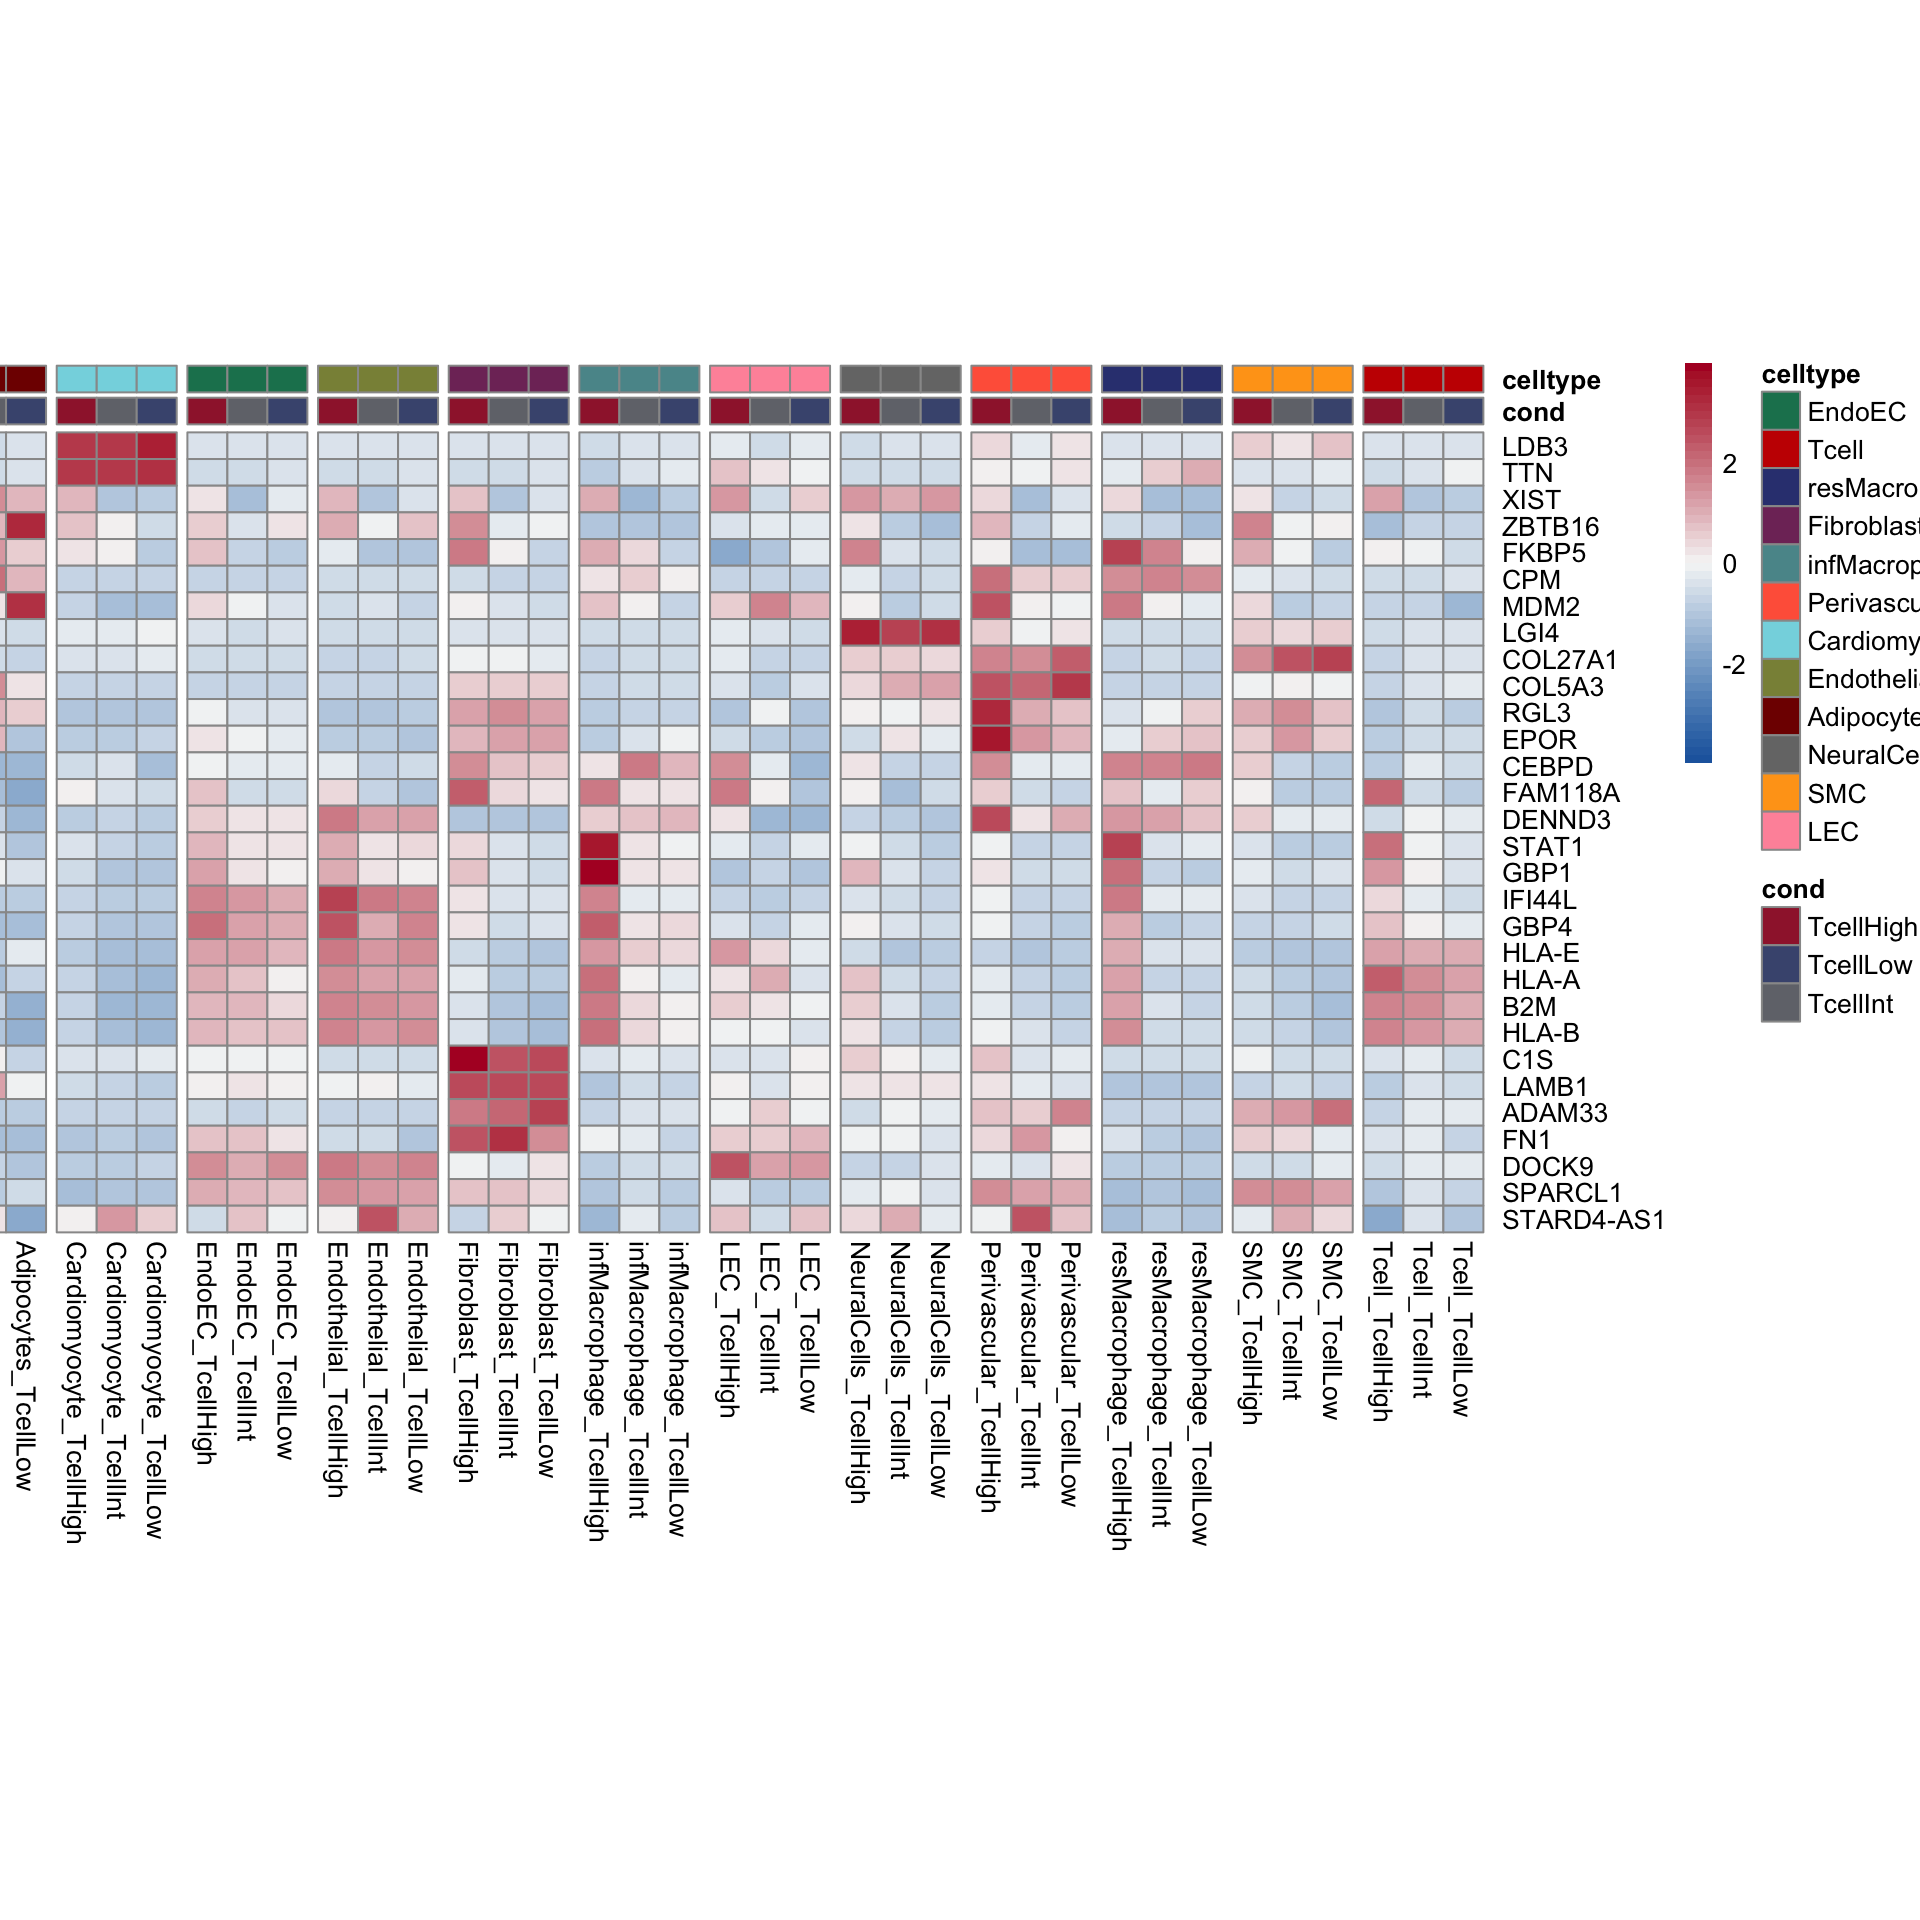 celltype
cond
LDB3
TTN
XIST
ZBTB16
FKBP5
CPM
MDM2
LGI4
COL27A1
COL5A3
RGL3
EPOR
CEBPD
FAM118A
DENND3
STAT1
GBP1
IFI44L
GBP4
HLA-E
HLA-A
B2M
HLA-B
C1S
LAMB1
ADAM33
FN1
DOCK9
SPARCL1
STARD4-AS1
Adipocytes_TcellLow
Cardiomyocyte_TcellHigh
Cardiomyocyte_TcellInt
Cardiomyocyte_TcellLow
EndoEC_TcellHigh
EndoEC_TcellInt
EndoEC_TcellLow
Endothelial_TcellHigh
Endothelial_TcellInt
Endothelial_TcellLow
Fibroblast_TcellHigh
Fibroblast_TcellInt
Fibroblast_TcellLow
infMacrophage_TcellHigh
infMacrophage_TcellInt
infMacrophage_TcellLow
LEC_TcellHigh
LEC_TcellInt
LEC_TcellLow
NeuralCells_TcellHigh
NeuralCells_TcellInt
NeuralCells_TcellLow
Perivascular_TcellHigh
Perivascular_TcellInt
Perivascular_TcellLow
resMacrophage_TcellHigh
resMacrophage_TcellInt
resMacrophage_TcellLow
SMC_TcellHigh
SMC_TcellInt
SMC_TcellLow
Tcell_TcellHigh
Tcell_TcellInt
Tcell_TcellLow
2
0
-2
celltype
EndoEC
Tcell
resMacro
Fibroblast
infMacrop
Perivascu
Cardiomy
Endotheli
Adipocyte
NeuralCe
SMC
LEC
cond
TcellHigh
TcellLow
TcellInt